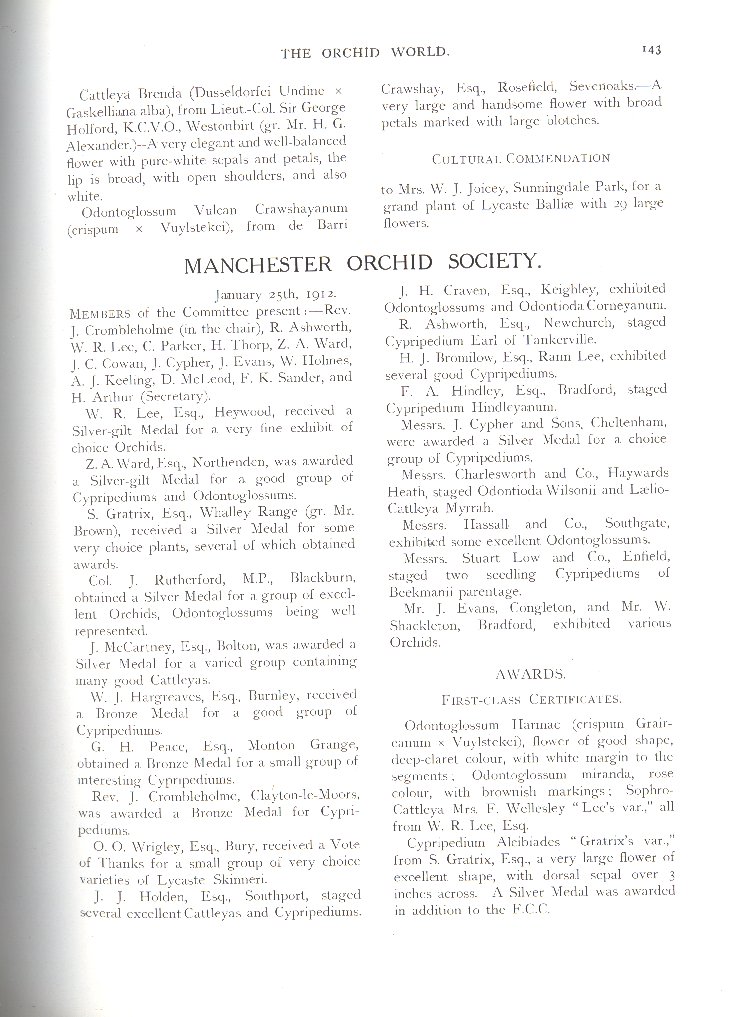 THE ORCHID WORLD.
143
Cattleya Brenda (Dusseldorfei Undine ×
Gaskelliana alba), from Lieut.-Col. Sir George
Holford, K.C.V.O., Westonbirt (gr. Mr. H. G.
Alexander.)--A very elegant and well-balanced
flower with pure-white sepals and petals, the
lip is broad, with open shoulders, and also
white.
Odontoglossum Vulcan Crawshayanum
(crispum × Vuylstekei), from de Barri
Crawshay, Esq., Rosefield, Sevenoaks.—A
very large and handsome flower with broad
petals marked with large blotches.
CULTURAL COMMENDATION
to Mrs. W. J. Joicey, Sunningdale Park, for a
grand plant of Lycaste Balliæ with 29 large
flowers.
MANCHESTER ORCHID SOCIETY.
January 25th, 1912.
MEMBERS of the Committee present:—Rev.
J. Crombleholme (in the chair), R. Ashworth,
W. R. Lee, C. Parker, H. Thorp, Z. A. Ward,
J. C. Cowan, J. Cypher, J. Evans, W. Holmes,
A. J. Keeling, D. McLeod, F. K. Sander, and
H. Arthur (Secretary).
W. R. Lee, Esq., Heywood, received a
Silver-gilt Medal for a very fine exhibit of
choice Orchids.
Z. A. Ward, Esq., Northenden, was awarded
a Silver-gilt Medal for a good group of
Cypripediums and Odontoglossums.
S. Gratrix, Esq., Whalley Range (gr. Mr.
Brown), received a Silver Medal for some
very choice plants, several of which obtained
awards.
Col. J. Rutherford, M.P., Blackburn,
obtained a Silver Medal for a group of excel-
lent Orchids, Odontoglossums being well
represented.
J. McCartney, Esq., Bolton, was awarded a
Silver Medal for a varied group containing
many good Cattleyas.
W. J. Hargreaves, Esq., Burnley, received
a Bronze Medal for a good group of
Cypripediums.
G. H. Peace, Esq., Monton Grange,
obtained a Bronze Medal for a small group of
interesting Cypripediums.
Rev. J. Crombleholme, Clayton-le-Moors,
was awarded a Bronze Medal for Cypri-
pediums.
O. O. Wrigley, Esq., Bury, received a Vote
of Thanks for a small group of very choice
varieties of Lycaste Skinneri.
J. J. Holden, Esq., Southport, staged
several excellent Cattleyas and Cypripediums.
J. H. Craven, Esq., Keighley, exhibited
Odontoglossums and Odontioda Corneyanum.
R. Ashworth, Esq., Newchurch, staged
Cypripedium Earl of Tankerville.
H. J. Bromilow, Esq., Rann Lee, exhibited
several good Cypripediums.
F. A. Hindley, Esq., Bradford, staged
Cypripedium Hindleyanum.
Messrs. J. Cypher and Sons, Cheltenham,
were awarded a Silver Medal for a choice
group of Cypripediums.
Messrs. Charlesworth and Co., Haywards
Heath, staged Odontioda Wilsonii and Lælio-
Cattleya Myrrah.
Messrs. Hassall and Co., Southgate,
exhibited some excellent Odontoglossums.
Messrs. Stuart Low and Co., Enfield,
staged two seedling Cypripediums of
Beekmanii parentage.
Mr. J. Evans, Congleton, and Mr. W.
Shackleton, Bradford, exhibited various
Orchids.
AWARDS.
FIRST-CLASS CERTIFICATES.
Odontoglossum Harmac (crispum Grair-
eanum × Vuylstekei), flower of good shape,
deep-claret colour, with white margin to the
segments; Odontoglossum miranda, rose
colour, with brownish markings; Sophro-
Cattleya Mrs. F. Wellesley "Lee's var.," all
from W. R. Lee, Esq.
Cypripedium Alcibiades "Gratrix's var.,"
from S. Gratrix, Esq., a very large flower of
excellent shape, with dorsal sepal over 3
inches across. A Silver Medal was awarded
in addition to the F.C.C.